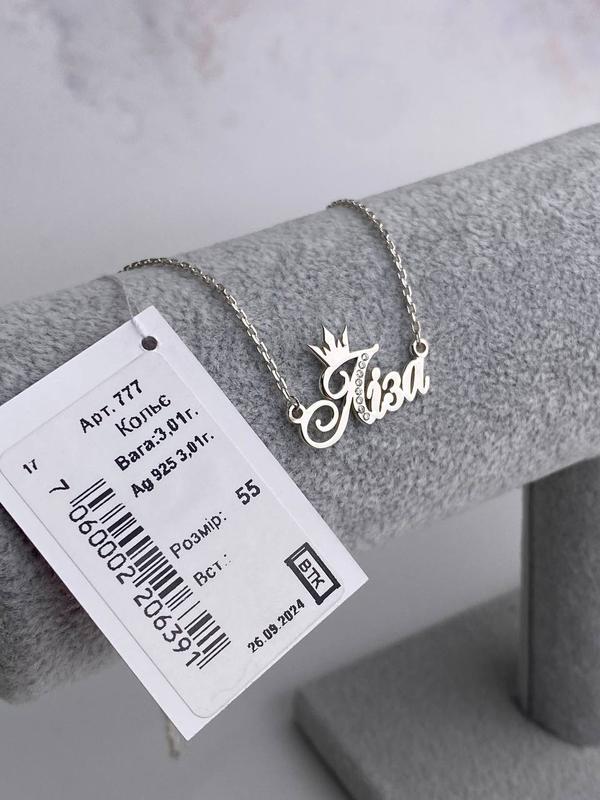 Ліза
Арт. 777
Кольє
Вага:3,01г.
Ag 925 3,01г.
17
7 060002 206391
Розмір: 55
Вст.:
ВТК
26.09.2024